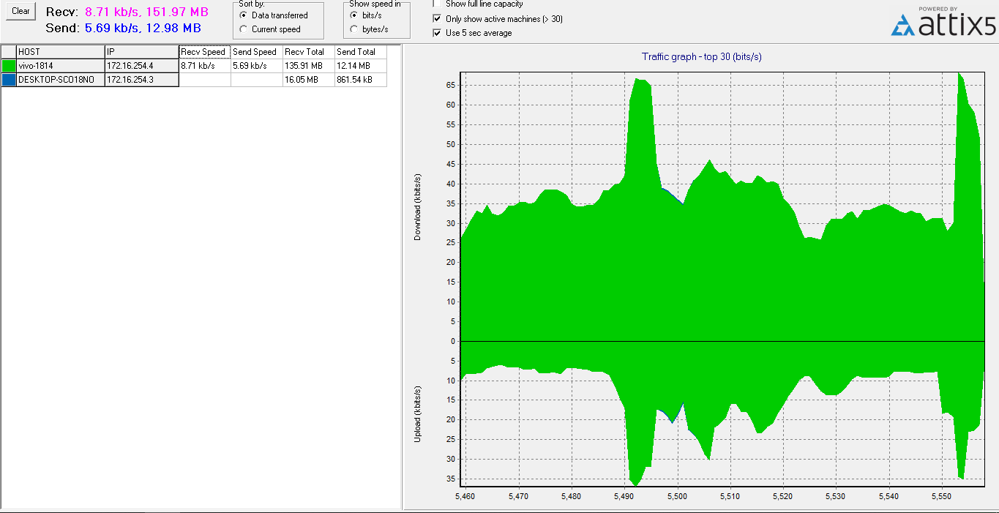 Clear
Recv: 8.71 kb/s, 151.97 MB
Send: 5.69 kb/s, 12.98 MB
Sort by:
Data transferred
Current speed
Show speed in
bits/s
bytes/s
Show full line capacity
Only show active machines (> 30)
Use 5 sec average
POWERED BY
attix5
HOST IP Recv Speed Send Speed Recv Total Send Total
vivo-1814 172.16.254.4 8.71 kb/s 5.69 kb/s 135.91 MB 12.14 MB
DESKTOP-SCO18NO 172.16.254.3 16.05 MB 861.54 kB
Traffic graph - top 30 (bits/s)
Download (kbits/s)
65
60
55
50
45
40
35
30
25
20
15
10
5
0
Upload (kbits/s)
5
10
15
20
25
30
35
5,460 5,470 5,480 5,490 5,500 5,510 5,520 5,530 5,540 5,550